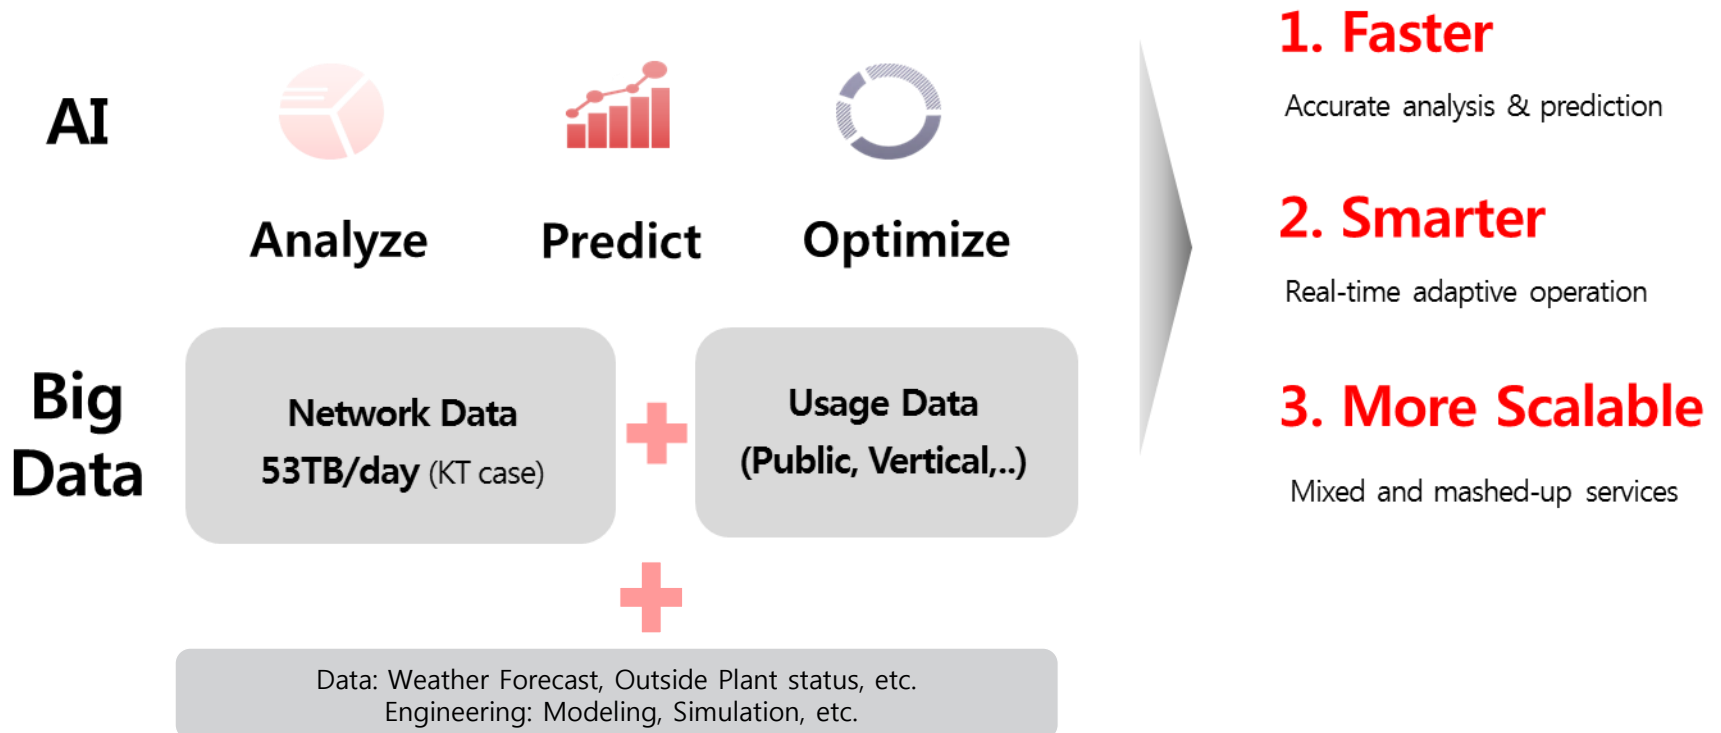 AI
Analyze
Predict
Optimize
Big
Data
Network Data
53TB/day (KT case)
Usage Data
(Public, Vertical,..)
Data: Weather Forecast, Outside Plant status, etc.
Engineering: Modeling, Simulation, etc.
1. Faster
Accurate analysis & prediction
2. Smarter
Real-time adaptive operation
3. More Scalable
Mixed and mashed-up services